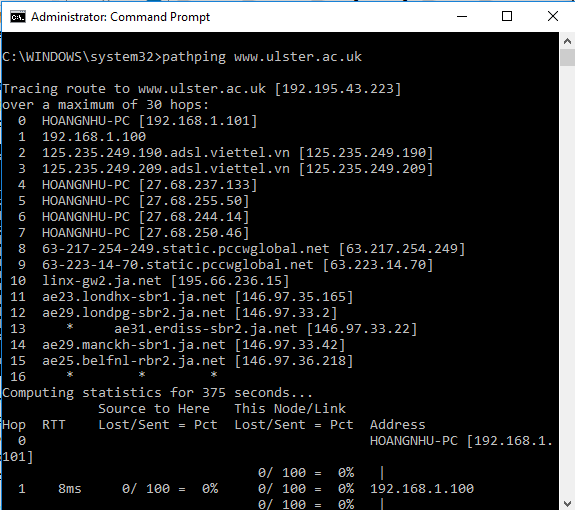 Administrator: Command Prompt
C:\WINDOWS\system32>pathping www.ulster.ac.uk
Tracing route to www.ulster.ac.uk [192.195.43.223]
over a maximum of 30 hops:
  0  HOANGNHU-PC [192.168.1.101]
  1  192.168.1.100
  2  125.235.249.190.adsl.viettel.vn [125.235.249.190]
  3  125.235.249.209.adsl.viettel.vn [125.235.249.209]
  4  HOANGNHU-PC [27.68.237.133]
  5  HOANGNHU-PC [27.68.255.50]
  6  HOANGNHU-PC [27.68.244.14]
  7  HOANGNHU-PC [27.68.250.46]
  8  63-217-254-249.static.pccwglobal.net [63.217.254.249]
  9  63-223-14-70.static.pccwglobal.net [63.223.14.70]
 10  linx-gw2.ja.net [195.66.236.15]
 11  ae23.londhx-sbr1.ja.net [146.97.35.165]
 12  ae29.londpg-sbr2.ja.net [146.97.33.2]
 13     *     ae31.erdiss-sbr2.ja.net [146.97.33.22]
 14  ae29.manckh-sbr1.ja.net [146.97.33.42]
 15  ae25.belfnl-rbr2.ja.net [146.97.36.218]
 16     *        *        *
Computing statistics for 375 seconds...
            Source to Here   This Node/Link
Hop  RTT    Lost/Sent = Pct  Lost/Sent = Pct  Address
  0                                           HOANGNHU-PC [192.168.1.
101]
                                0/ 100 =  0%   |
  1    8ms     0/ 100 =  0%     0/ 100 =  0%  192.168.1.100
                                0/ 100 =  0%   |